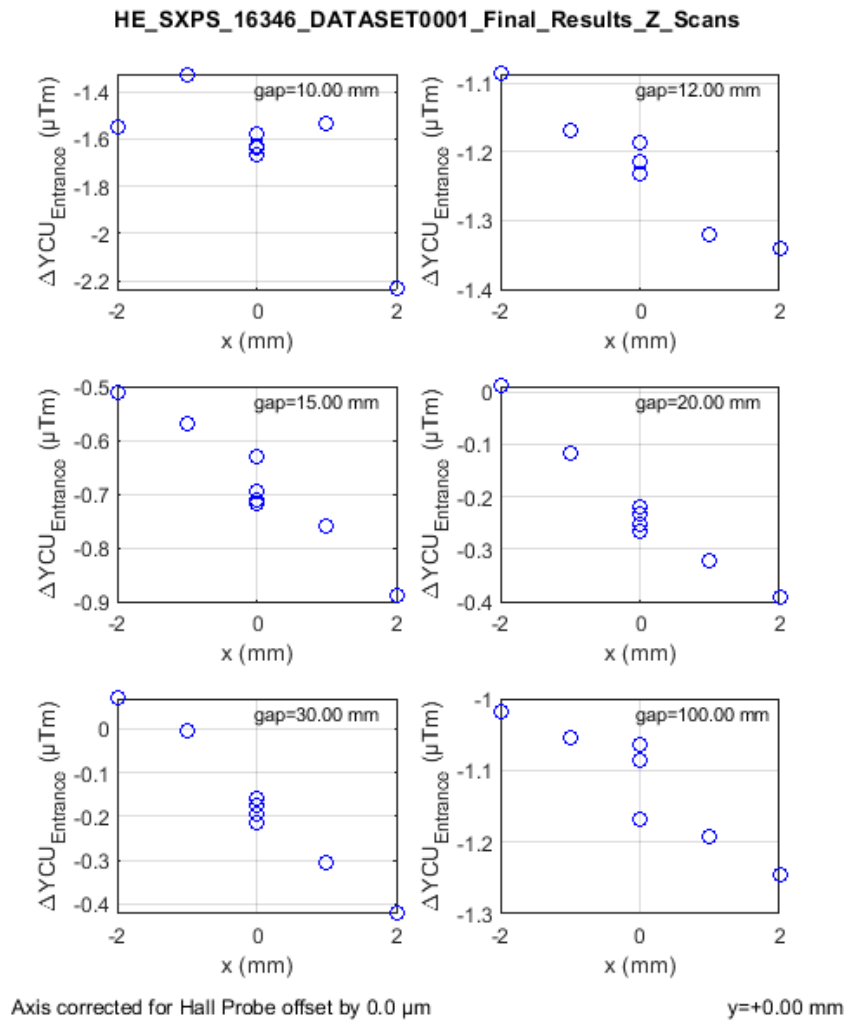 HE_SXPS_16346_DATASET0001_Final_Results_Z_Scans
gap=10.00 mm
ΔYCU_Entrance (μTm)
-1.4
-1.6
-1.8
-2
-2.2
-2 0 2
x (mm)
gap=12.00 mm
ΔYCU_Entrance (μTm)
-1.1
-1.2
-1.3
-1.4
-2 0 2
x (mm)
gap=15.00 mm
ΔYCU_Entrance (μTm)
-0.5
-0.6
-0.7
-0.8
-0.9
-2 0 2
x (mm)
gap=20.00 mm
ΔYCU_Entrance (μTm)
0
-0.1
-0.2
-0.3
-0.4
-2 0 2
x (mm)
gap=30.00 mm
ΔYCU_Entrance (μTm)
0
-0.1
-0.2
-0.3
-0.4
-2 0 2
x (mm)
gap=100.00 mm
ΔYCU_Entrance (μTm)
-1
-1.1
-1.2
-1.3
-2 0 2
x (mm)
Axis corrected for Hall Probe offset by 0.0 μm
y=+0.00 mm